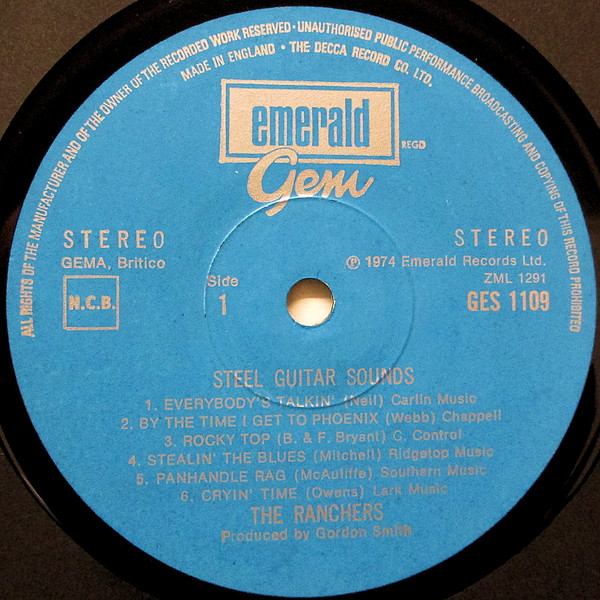 ALL RIGHTS OF THE MANUFACTURER AND OF THE OWNER OF THE RECORDED WORK RESERVED · UNAUTHORISED PUBLIC PERFORMANCE BROADCASTING AND COPYING OF THIS RECORD PROHIBITED
MADE IN ENGLAND · THE DECCA RECORD CO. LTD.
emerald
REGD
Gem
STEREO
GEMA, Britico
N.C.B.
Side
1
STEREO
℗ 1974 Emerald Records Ltd.
ZML 1291
GES 1109
STEEL GUITAR SOUNDS
1. EVERYBODY'S TALKIN' (Neil) Carlin Music
2. BY THE TIME I GET TO PHOENIX (Webb) Chappell
3. ROCKY TOP (B. & F. Bryant) C. Control
4. STEALIN' THE BLUES (Mitchell) Ridgetop Music
5. PANHANDLE RAG (McAuliffe) Southern Music
6. CRYIN' TIME (Owens) Lark Music
THE RANCHERS
Produced by Gordon Smith